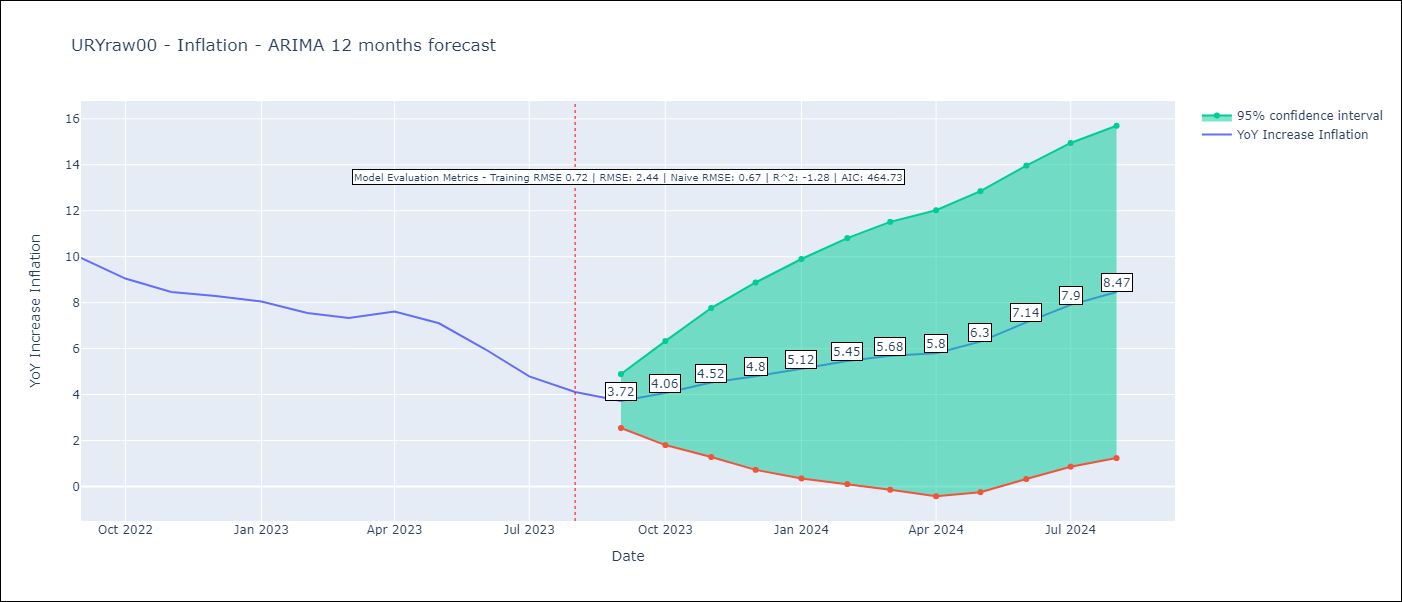 URYraw00 - Inflation - ARIMA 12 months forecast
95% confidence interval
YoY Increase Inflation
Model Evaluation Metrics - Training RMSE 0.72 | RMSE: 2.44 | Naive RMSE: 0.67 | R^2: -1.28 | AIC: 464.73
YoY Increase Inflation
16
14
12
10
8
6
4
2
0
3.72
4.06
4.52
4.8
5.12
5.45
5.68
5.8
6.3
7.14
7.9
8.47
Oct 2022
Jan 2023
Apr 2023
Jul 2023
Oct 2023
Jan 2024
Apr 2024
Jul 2024
Date